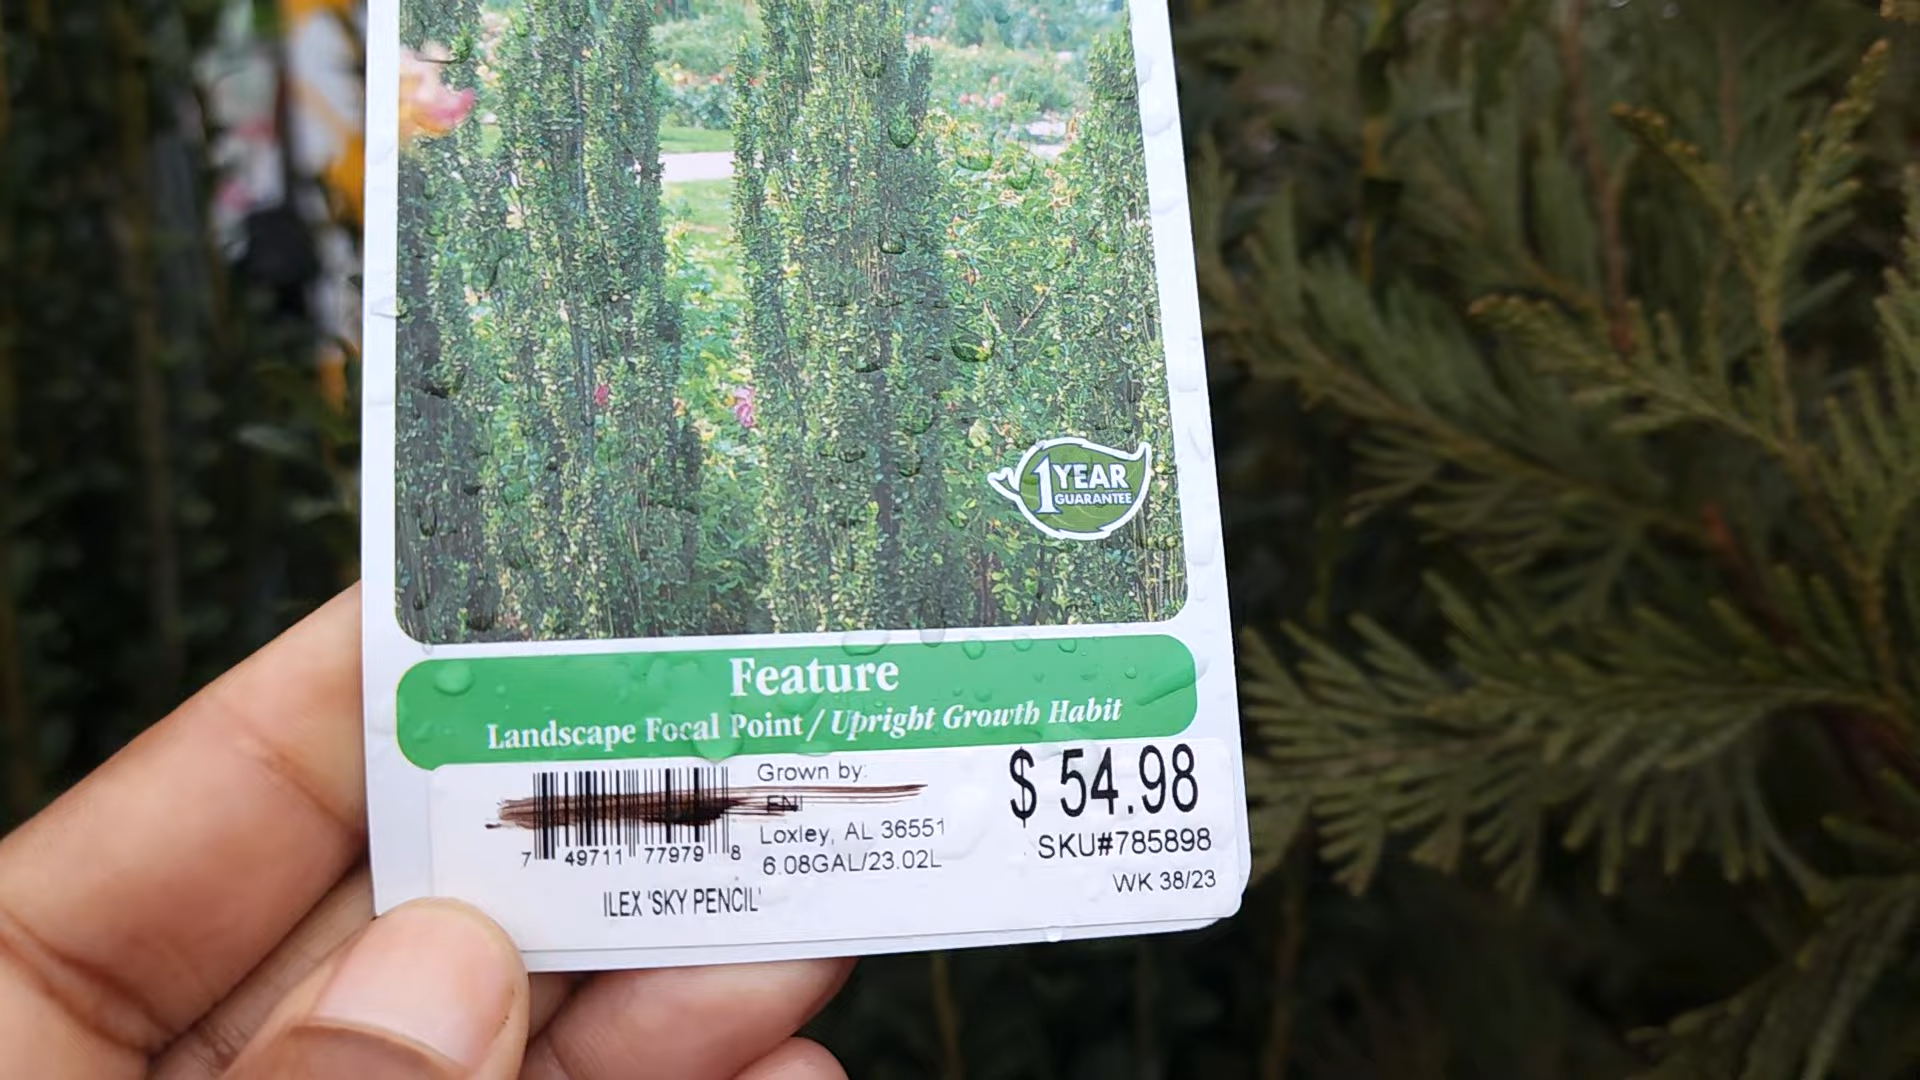 1 YEAR
GUARANTEE
Feature
Landscape Focal Point / Upright Growth Habit
Grown by:
$ 54.98
Loxley, AL 36551
SKU#785898
7 49711 77979 8
6.08GAL/23.02L
WK 38/23
ILEX 'SKY PENCIL'